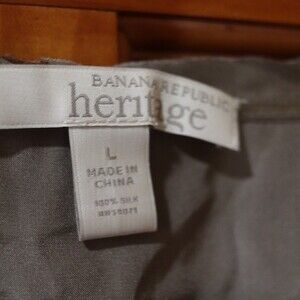 BANANA REPUBLIC
heritage
L
MADE IN
CHINA
100% SILK